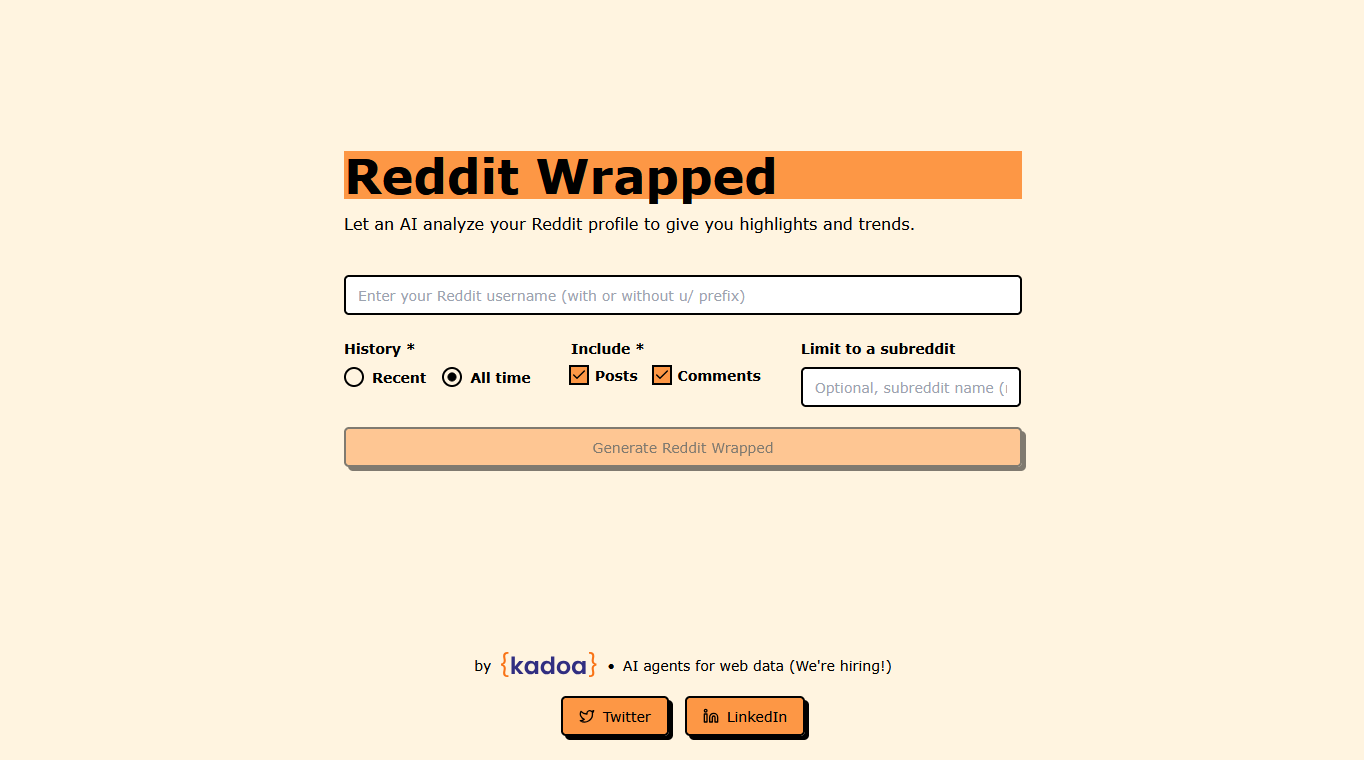 Reddit Wrapped
Let an AI analyze your Reddit profile to give you highlights and trends.
Enter your Reddit username (with or without u/ prefix)
History *
Recent
All time
Include *
Posts
Comments
Limit to a subreddit
Optional, subreddit name (
Generate Reddit Wrapped
by {kadoa} • AI agents for web data (We're hiring!)
Twitter
LinkedIn